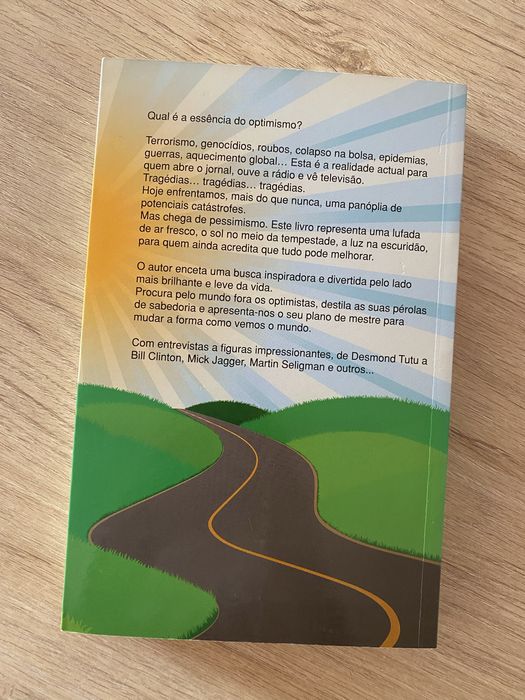 Qual é a essência do optimismo?
Terrorismo, genocídios, roubos, colapso na bolsa, epidemias,
guerras, aquecimento global... Esta é a realidade actual para
quem abre o jornal, ouve a rádio e vê televisão.
Tragédias... tragédias... tragédias.
Hoje enfrentamos, mais do que nunca, uma panóplia de
potenciais catástrofes.
Mas chega de pessimismo. Este livro representa uma lufada
de ar fresco, o sol no meio da tempestade, a luz na escuridão,
para quem ainda acredita que tudo pode melhorar.
O autor enceta uma busca inspiradora e divertida pelo lado
mais brilhante e leve da vida.
Procura pelo mundo fora os optimistas, destila as suas pérolas
de sabedoria e apresenta-nos o seu plano de mestre para
mudar a forma como vemos o mundo.
Com entrevistas a figuras impressionantes, de Desmond Tutu a
Bill Clinton, Mick Jagger, Martin Seligman e outros...